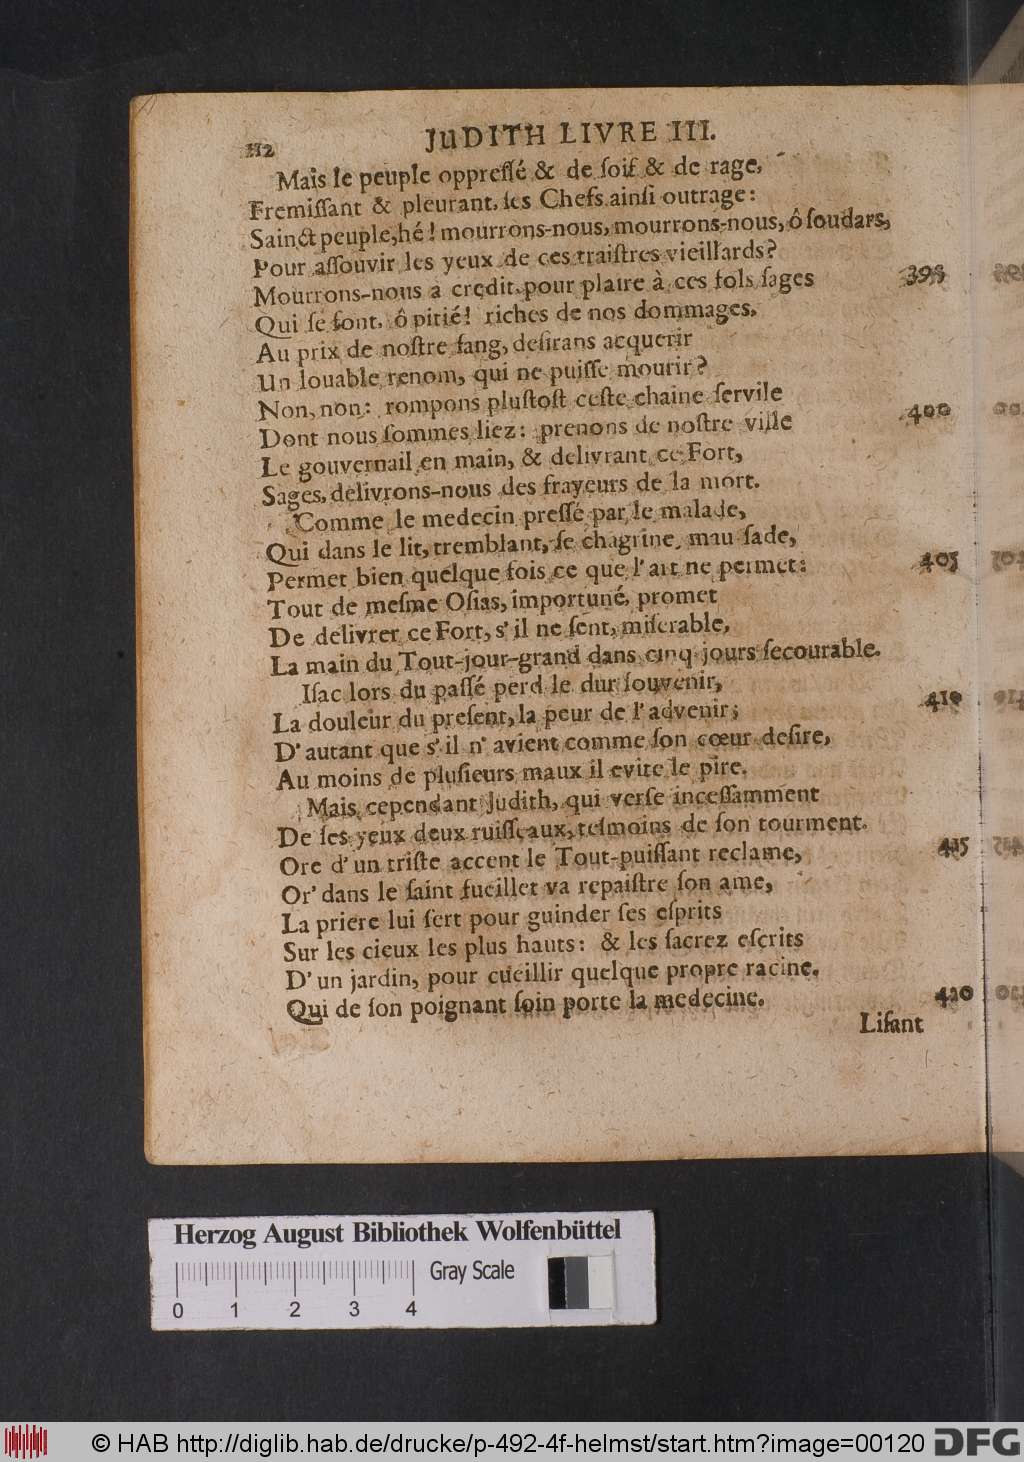 112
JUDITH LIVRE III.
Mais le peuple oppreſſé & de ſoif & de rage,
Fremiſſant & pleurant, ſes Chefs ainſi outrage:
Sainct peuple, hé! mourrons-nous, mourrons-nous, ô ſoudars,
Pour aſſouvir les yeux de ces traiſtres vieillards?
Mourrons-nous à credit, pour plaire à ces fols ſages 395
Qui ſe ſont, ô pitié! riches de nos dommages,
Au prix de noſtre ſang, deſirans acquerir
Un louable renom, qui ne puiſſe mourir?
Non, non: rompons pluſtoſt ceſte chaine ſervile
Dont nous ſommes liez: prenons de noſtre ville 400
Le gouvernail en main, & delivrant ce Fort,
Sages, delivrons-nous des frayeurs de la mort.
Comme le medecin preſſé par le malade,
Qui dans le lit, tremblant, ſe chagrine, mau ſade,
Permet bien quelque fois ce que l'art ne permet: 405
Tout de meſme Oſias, importuné, promet
De delivrer ce Fort, s'il ne ſent, miſerable,
La main du Tout-jour-grand dans cinq jours ſecourable.
Iſac lors du paſſé perd le dur ſouvenir,
La douleur du preſent, la peur de l'advenir; 410
D'autant que s'il n'avient comme ſon cœur deſire,
Au moins de pluſieurs maux il evite le pire.
Mais cependant Judith, qui verſe inceſſamment
De ſes yeux deux ruiſſeaux, teſmoins de ſon tourment.
Ore d'un triſte accent le Tout-puiſſant reclame, 415
Or' dans le ſaint fueillet va repaiſtre ſon ame,
La priere lui ſert pour guinder ſes eſprits
Sur les cieux les plus hauts: & les ſacrez eſcrits
D'un jardin, pour cueillir quelque propre racine.
Qui de ſon poignant ſoin porte la medecine. 420
Liſant
Herzog August Bibliothek Wolfenbüttel
Gray Scale
0 1 2 3 4
© HAB http://diglib.hab.de/drucke/p-492-4f-helmst/start.htm?image=00120 DFG